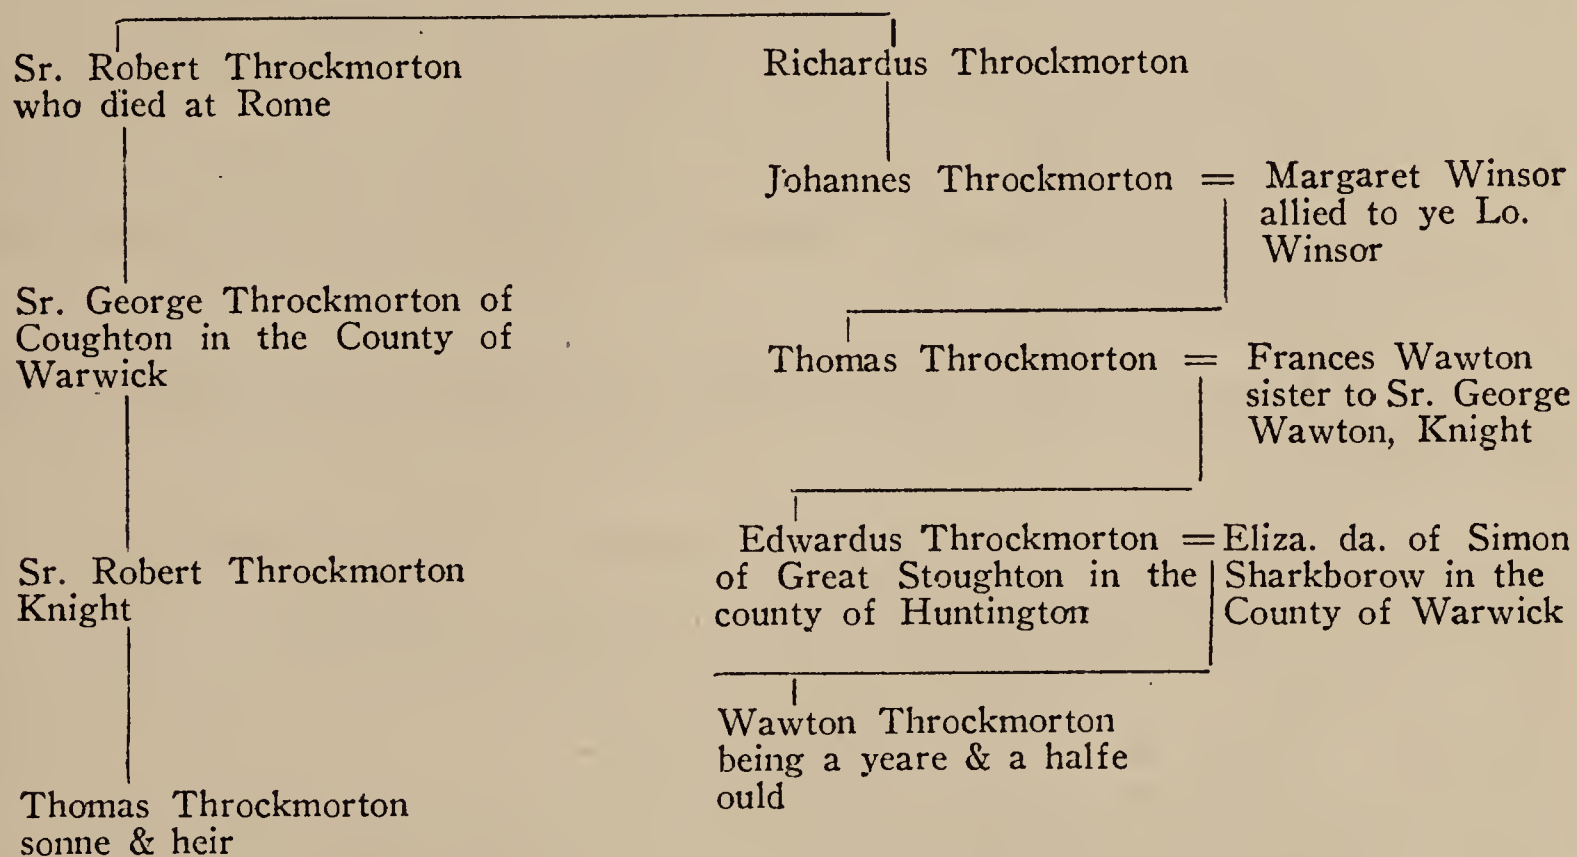 Sr. Robert Throckmorton
who died at Rome
Sr. George Throckmorton of
Coughton in the County of
Warwick
Sr. Robert Throckmorton
Knight
Thomas Throckmorton
sonne & heir
Richardus Throckmorton
Johannes Throckmorton = Margaret Winsor
allied to ye Lo.
Winsor
Thomas Throckmorton = Frances Wawton
sister to Sr. George
Wawton, Knight
Edwardus Throckmorton = Eliza. da. of Simon
of Great Stoughton in the Sharkborow in the
county of Huntington County of Warwick
Wawton Throckmorton
being a yeare & a halfe
ould